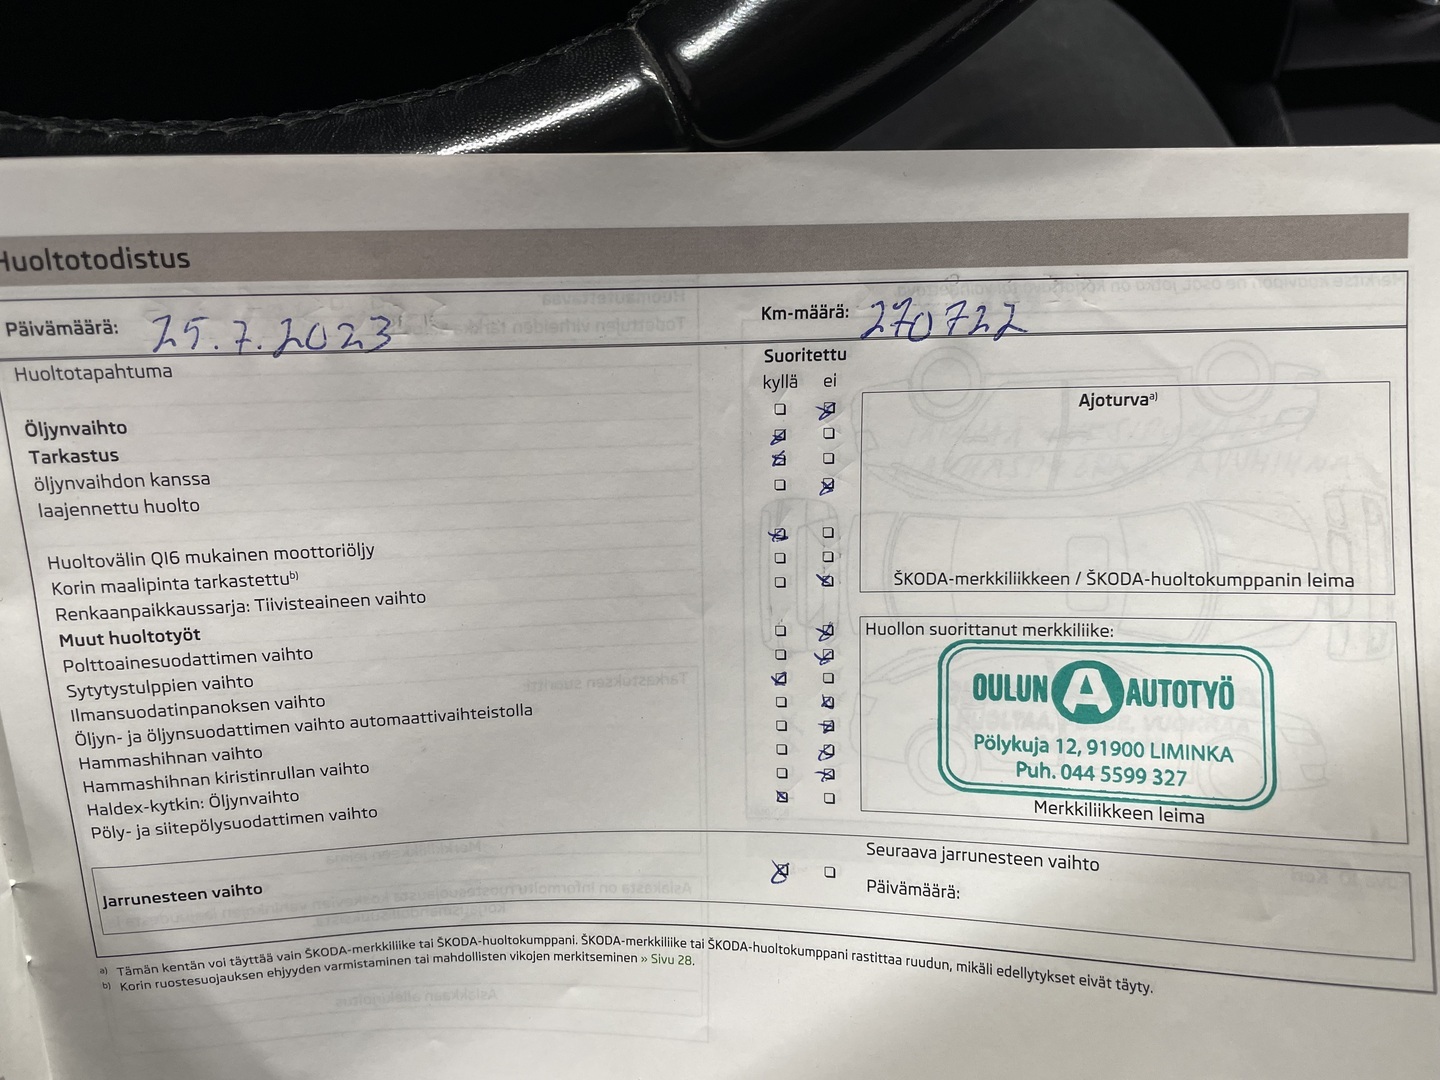 Huoltotodistus
Päivämäärä: 25.7.2023 Km-määrä: 270722
Huoltotapahtuma Suoritettu
kyllä ei
Öljynvaihto
Tarkastus
öljynvaihdon kanssa
laajennettu huolto
Huoltovälin QI6 mukainen moottoriöljy
Korin maalipinta tarkastettu b)
Renkaanpaikkaussarja: Tiivisteaineen vaihto
Muut huoltotyöt
Polttoainesuodattimen vaihto
Sytytystulppien vaihto
Ilmansuodatinpanoksen vaihto
Öljyn- ja öljynsuodattimen vaihto automaattivaihteistolla
Hammashihnan vaihto
Hammashihnan kiristinrullan vaihto
Haldex-kytkin: Öljynvaihto
Pöly- ja siitepölysuodattimen vaihto
Ajoturva a)
ŠKODA-merkkiliikkeen / ŠKODA-huoltokumppanin leima
Huollon suorittanut merkkiliike:
OULUN A AUTOTYÖ
Pölykuja 12, 91900 LIMINKA
Puh. 044 5599 327
Merkkiliikkeen leima
Jarrunesteen vaihto
Seuraava jarrunesteen vaihto
Päivämäärä:
a) Tämän kentän voi täyttää vain ŠKODA-merkkiliike tai ŠKODA-huoltokumppani. ŠKODA-merkkiliike tai ŠKODA-huoltokumppani rastittaa ruudun, mikäli edellytykset eivät täyty.
b) Korin ruostesuojauksen ehjyyden varmistaminen tai mahdollisten vikojen merkitseminen » Sivu 28.